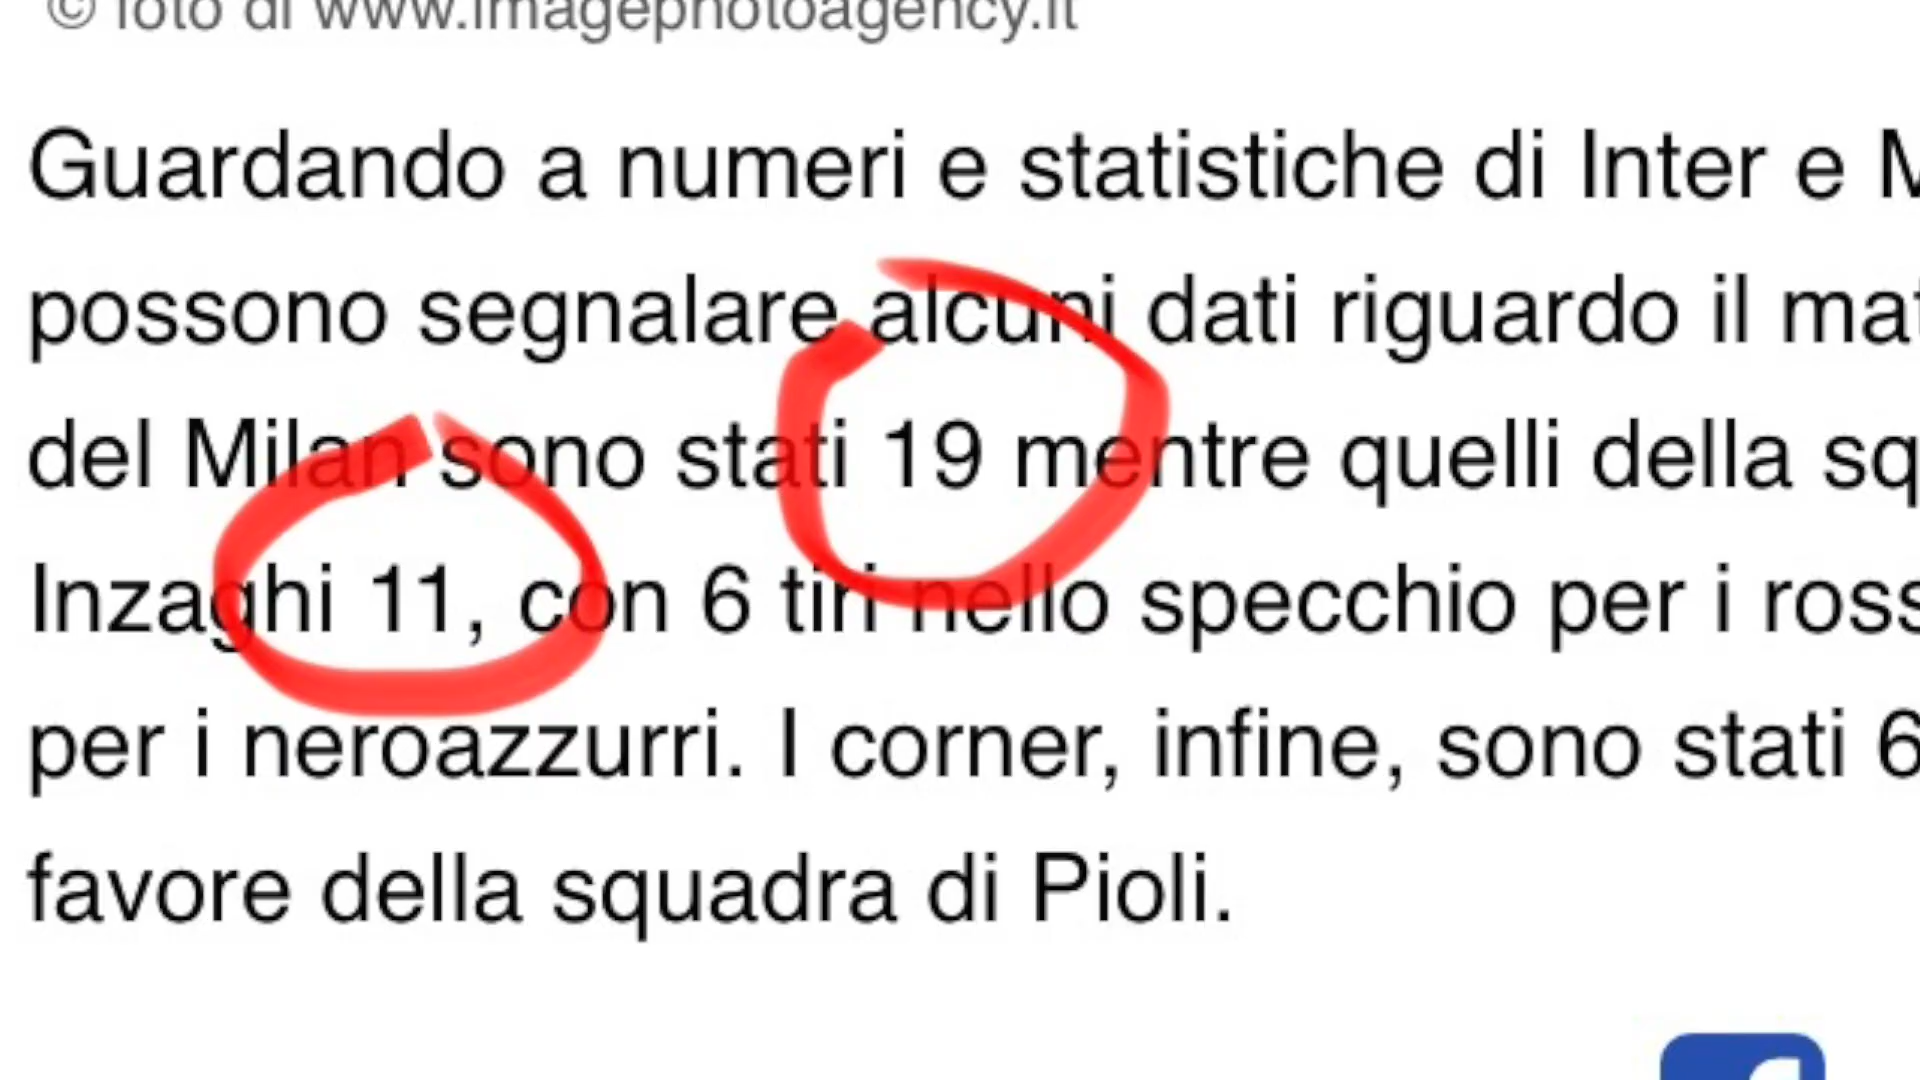 © foto di www.imagephotoagency.it
Guardando a numeri e statistiche di Inter e
possono segnalare alcuni dati riguardo il
del Milan sono stati 19 mentre quelli della
Inzaghi 11, con 6 tiri nello specchio per i
per i neroazzurri. I corner, infine, sono stati 6
favore della squadra di Pioli.